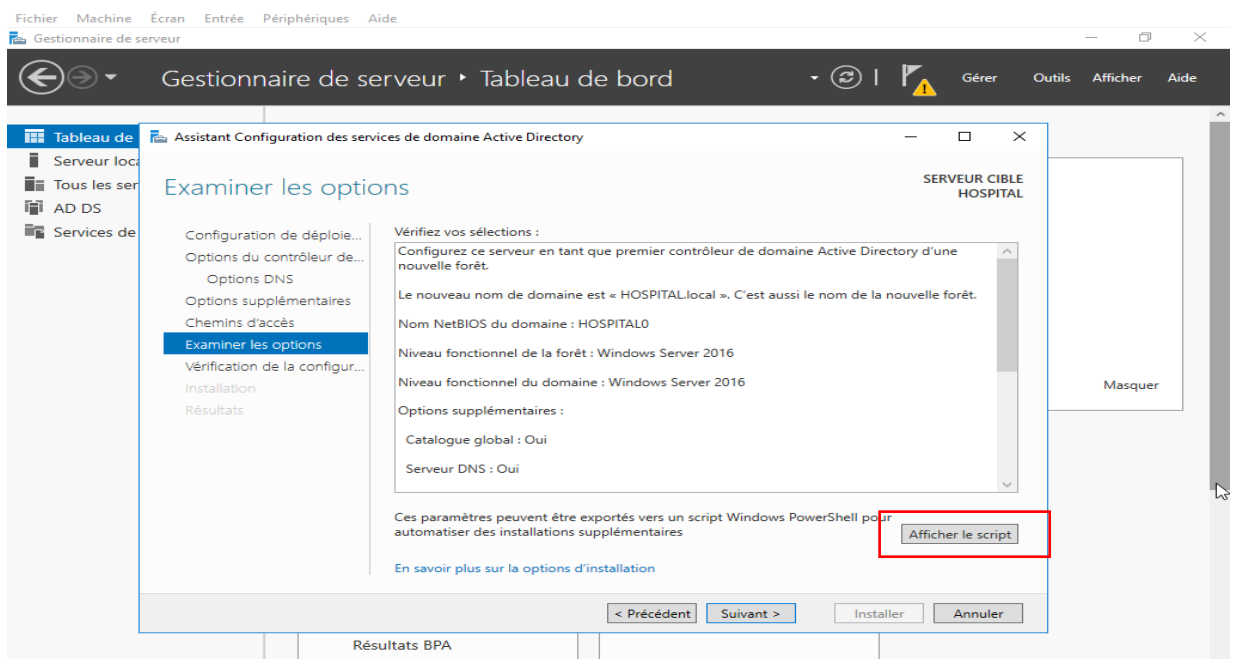 Fichier Machine Écran Entrée Périphériques Aide
Gestionnaire de serveur
Gestionnaire de serveur ‣ Tableau de bord
Gérer Outils Afficher Aide
Tableau de
Serveur loca
Tous les ser
AD DS
Services de
Assistant Configuration des services de domaine Active Directory
Examiner les options
SERVEUR CIBLE
HOSPITAL
Configuration de déploie...
Options du contrôleur de...
Options DNS
Options supplémentaires
Chemins d'accès
Examiner les options
Vérification de la configur...
Installation
Résultats
Vérifiez vos sélections :
Configurez ce serveur en tant que premier contrôleur de domaine Active Directory d'une
nouvelle forêt.
Le nouveau nom de domaine est « HOSPITAL.local ». C'est aussi le nom de la nouvelle forêt.
Nom NetBIOS du domaine : HOSPITAL0
Niveau fonctionnel de la forêt : Windows Server 2016
Niveau fonctionnel du domaine : Windows Server 2016
Options supplémentaires :
Catalogue global : Oui
Serveur DNS : Oui
Ces paramètres peuvent être exportés vers un script Windows PowerShell pour
automatiser des installations supplémentaires
Afficher le script
En savoir plus sur la options d'installation
< Précédent Suivant > Installer Annuler
Masquer
Résultats BPA